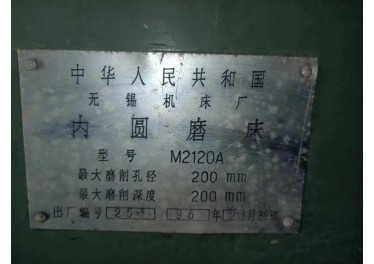 中华人民共和国
无锡机床厂
内圆磨床
型号 M2120A
最大磨削孔径 200 mm
最大磨削深度 200 mm
出厂编号 年 月